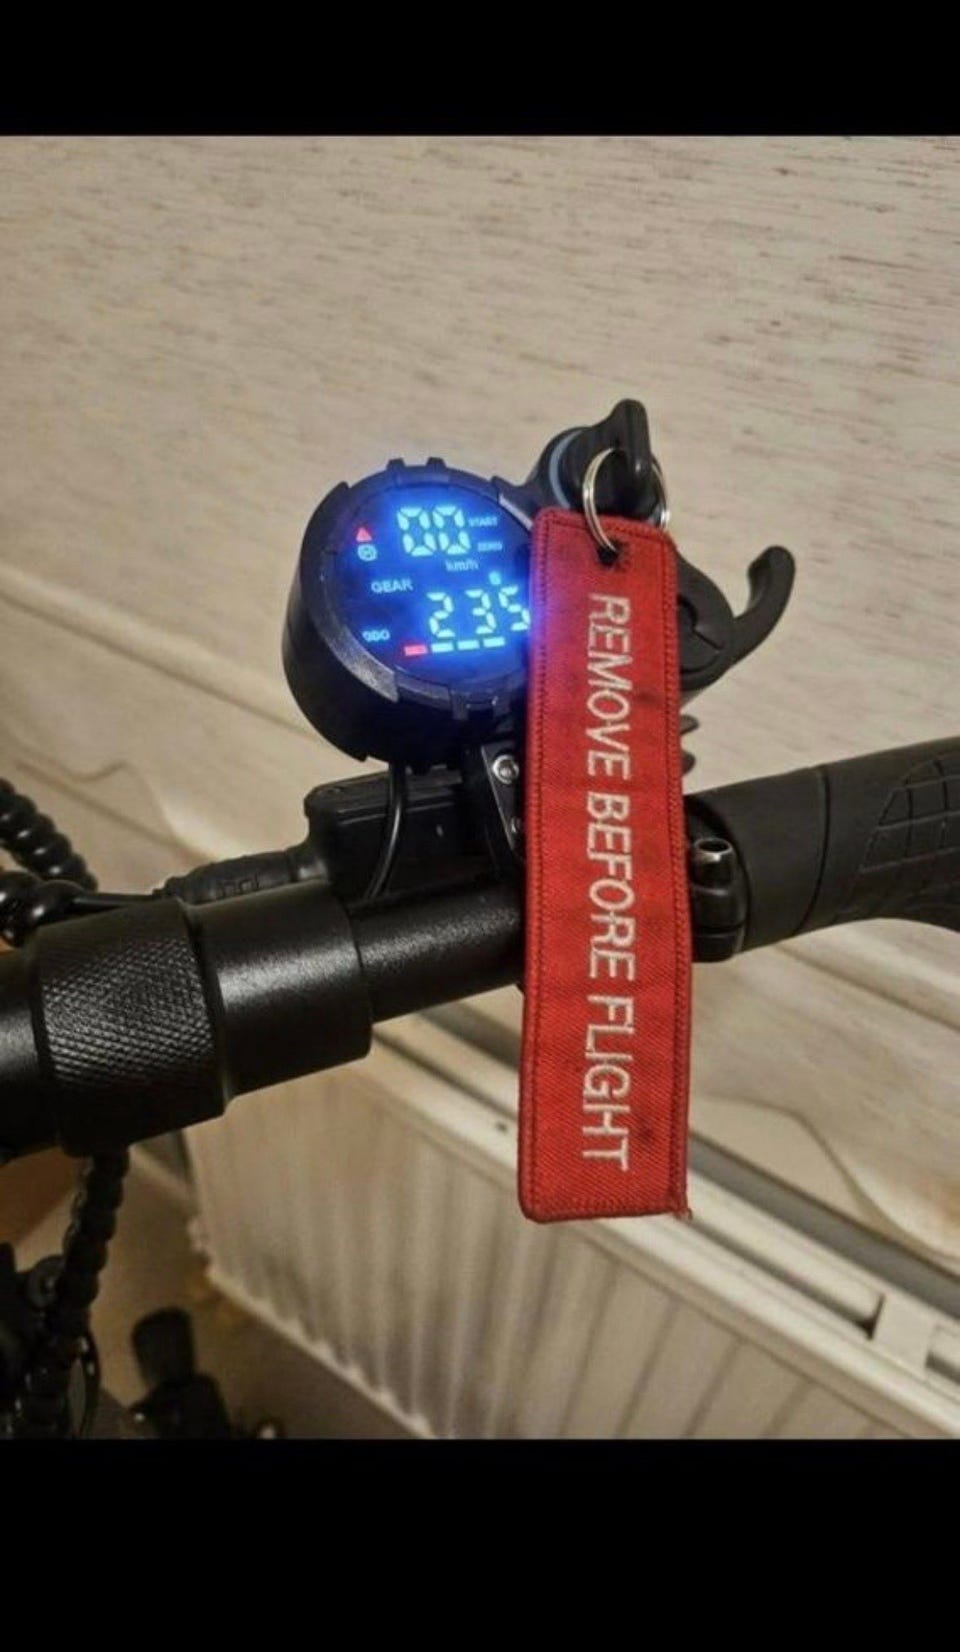 00 START
ZERO
km/h
GEAR
235
ODO
REMOVE BEFORE FLIGHT